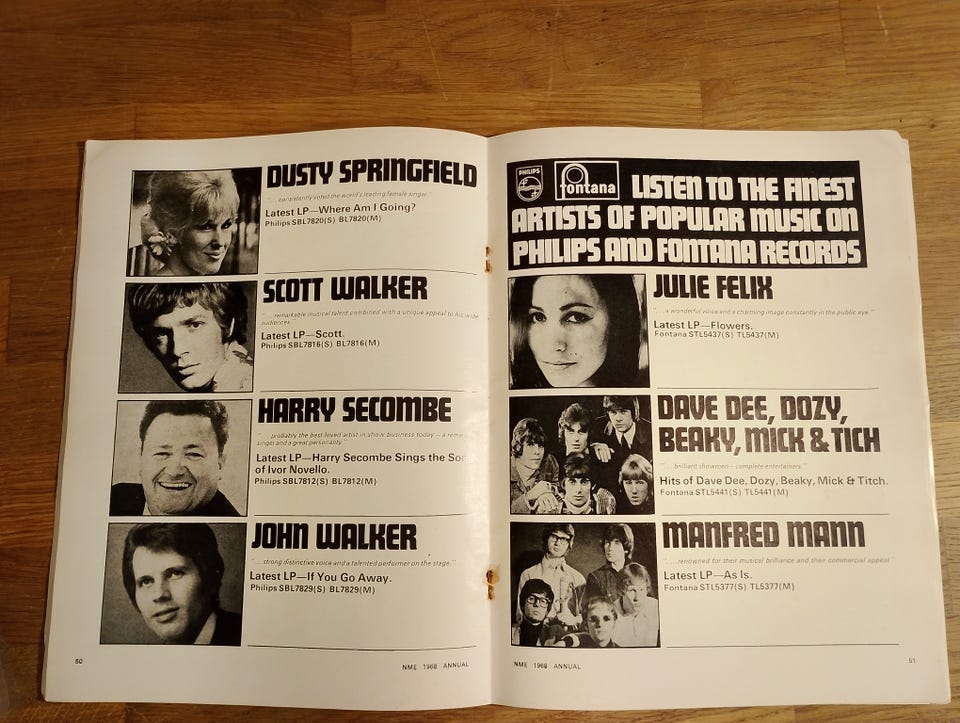 DUSTY SPRINGFIELD
"... consistently voted the world's leading female singer."
Latest LP—Where Am I Going?
Philips SBL7820(S) BL7820(M)
SCOTT WALKER
"... remarkable musical talent combined with a unique appeal to his wide
audiences.
Latest LP—Scott.
Philips SBL7816(S) BL7816(M)
HARRY SECOMBE
"... probably the best loved artist in show business today – a
singer and a great personality.
Latest LP—Harry Secombe Sings the
of Ivor Novello.
Philips SBL7812(S) BL7812(M)
JOHN WALKER
"... strong distinctive voice and a talented performer on the stage."
Latest LP—If You Go Away.
Philips SBL7829(S) BL7829(M)
50
NME 1968 ANNUAL
PHILIPS
fontana
LISTEN TO THE FINEST
ARTISTS OF POPULAR MUSIC ON
PHILIPS AND FONTANA RECORDS
JULIE FELIX
"... a wonderful voice and a charming image constantly in the public eye."
Latest LP—Flowers.
Fontana STL5437(S) TL5437(M)
DAVE DEE, DOZY,
BEAKY, MICK & TICH
"... brilliant showmen – complete entertainers."
Hits of Dave Dee, Dozy, Beaky, Mick & Titch.
Fontana STL5441(S) TL5441(M)
MANFRED MANN
"... renowned for their musical brilliance and their commercial appeal"
Latest LP—As Is.
Fontana STL5377(S) TL5377(M)
NME 1968 ANNUAL
51